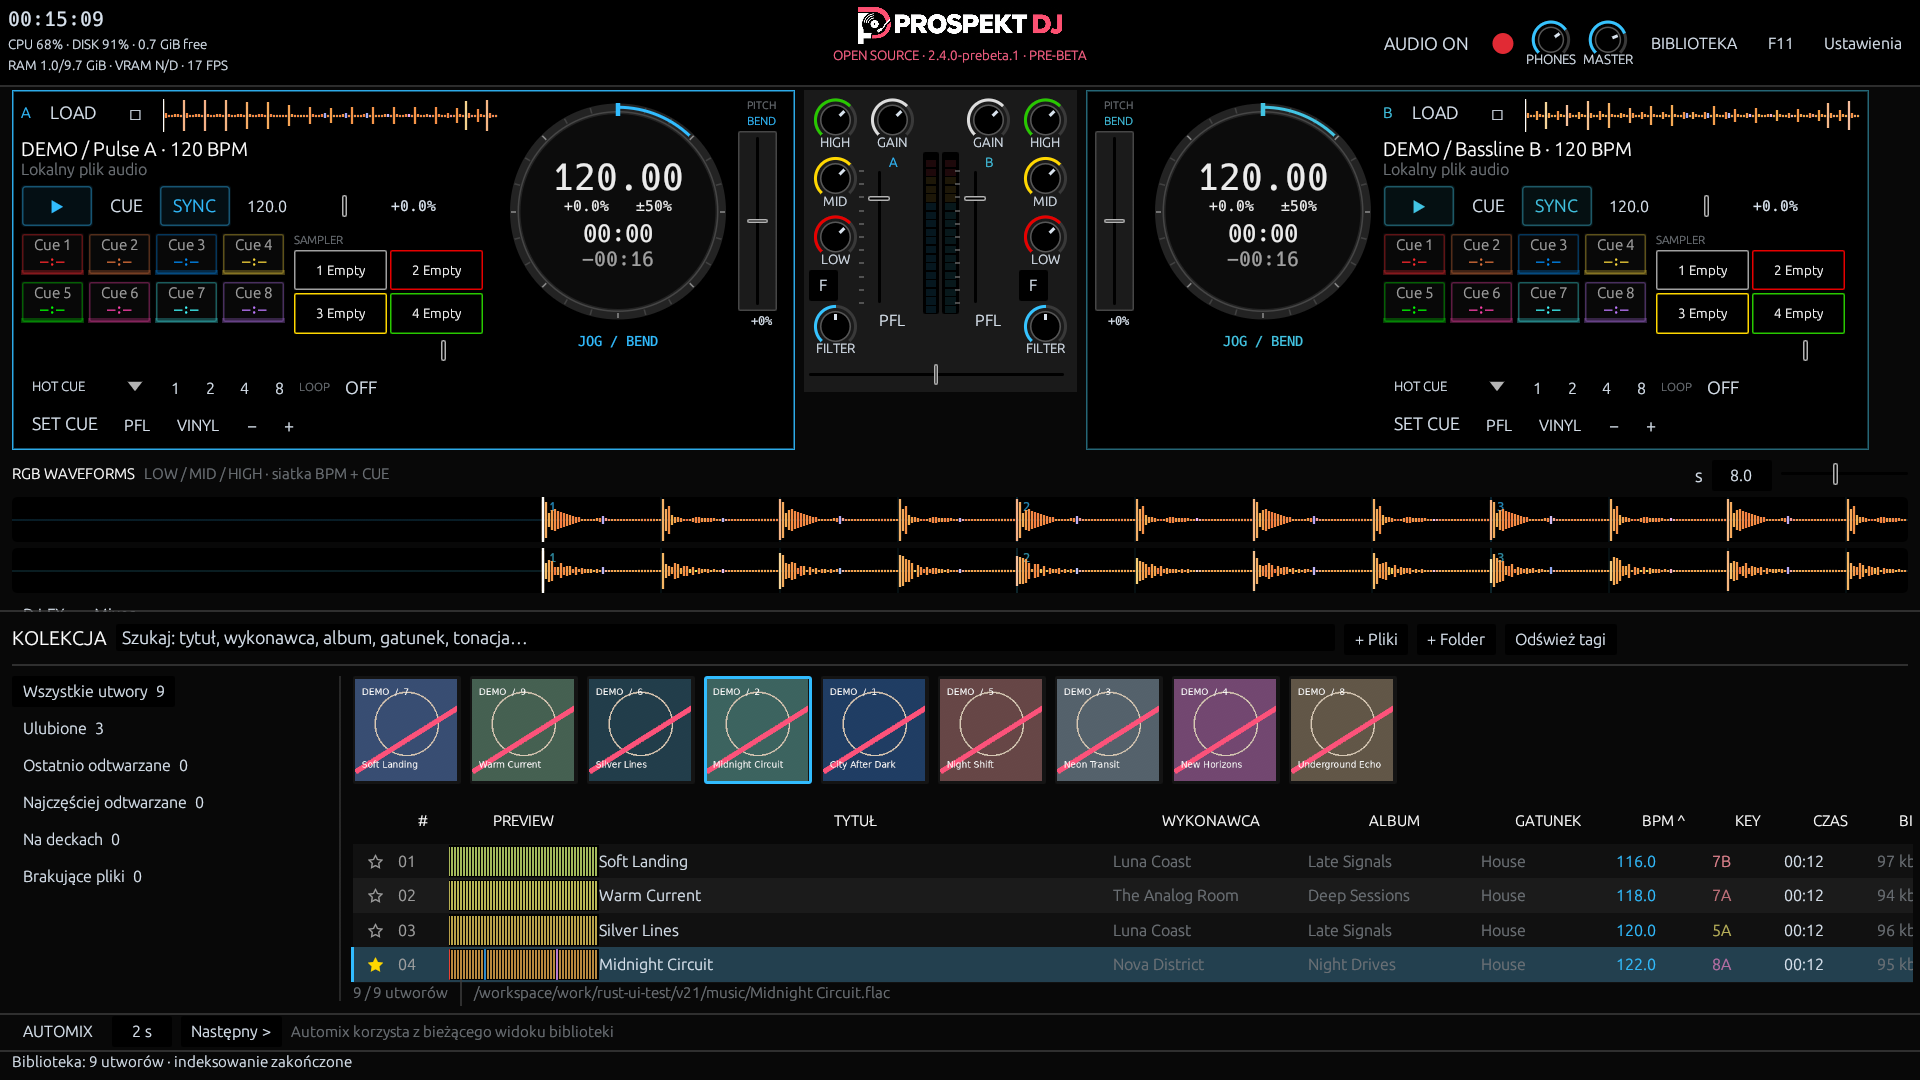 00:15:09
CPU 68% · DISK 91% · 0.7 GiB free
RAM 1.0/9.7 GiB · VRAM N/D · 17 FPS
PROSPEKT DJ
OPEN SOURCE · 2.4.0-prebeta.1 · PRE-BETA
AUDIO ON
PHONES
MASTER
BIBLIOTEKA
F11
Ustawienia
A LOAD
DEMO / Pulse A · 120 BPM
Lokalny plik audio
CUE SYNC 120.0 +0.0%
Cue 1 Cue 2 Cue 3 Cue 4
–:– –:– –:– –:–
Cue 5 Cue 6 Cue 7 Cue 8
–:– –:– –:– –:–
SAMPLER
1 Empty 2 Empty
3 Empty 4 Empty
HOT CUE 1 2 4 8 LOOP OFF
SET CUE PFL VINYL – +
120.00
+0.0% ±50%
00:00
−00:16
JOG / BEND
PITCH
BEND
+0%
HIGH GAIN GAIN HIGH
A B
MID MID
LOW LOW
F F
PFL PFL
FILTER FILTER
PITCH
BEND
+0%
120.00
+0.0% ±50%
00:00
−00:16
JOG / BEND
B LOAD
DEMO / Bassline B · 120 BPM
Lokalny plik audio
CUE SYNC 120.0 +0.0%
Cue 1 Cue 2 Cue 3 Cue 4
–:– –:– –:– –:–
Cue 5 Cue 6 Cue 7 Cue 8
–:– –:– –:– –:–
SAMPLER
1 Empty 2 Empty
3 Empty 4 Empty
HOT CUE 1 2 4 8 LOOP OFF
SET CUE PFL VINYL – +
RGB WAVEFORMS LOW / MID / HIGH · siatka BPM + CUE
s 8.0
1 2 3
1 2 3
KOLEKCJA Szukaj: tytuł, wykonawca, album, gatunek, tonacja… + Pliki + Folder Odśwież tagi
Wszystkie utwory 9
Ulubione 3
Ostatnio odtwarzane 0
Najczęściej odtwarzane 0
Na deckach 0
Brakujące pliki 0
DEMO / 7 DEMO / 9 DEMO / 6 DEMO / 2 DEMO / 1 DEMO / 5 DEMO / 3 DEMO / 4 DEMO / 8
Soft Landing Warm Current Silver Lines Midnight Circuit City After Dark Night Shift Neon Transit New Horizons Underground Echo
# PREVIEW TYTUŁ WYKONAWCA ALBUM GATUNEK BPM ^ KEY CZAS BI
01 Soft Landing Luna Coast Late Signals House 116.0 7B 00:12 97 kb
02 Warm Current The Analog Room Deep Sessions House 118.0 7A 00:12 94 kb
03 Silver Lines Luna Coast Late Signals House 120.0 5A 00:12 96 kb
04 Midnight Circuit Nova District Night Drives House 122.0 8A 00:12 95 kb
9 / 9 utworów /workspace/work/rust-ui-test/v21/music/Midnight Circuit.flac
AUTOMIX 2 s Następny > Automix korzysta z bieżącego widoku biblioteki
Biblioteka: 9 utworów · indeksowanie zakończone